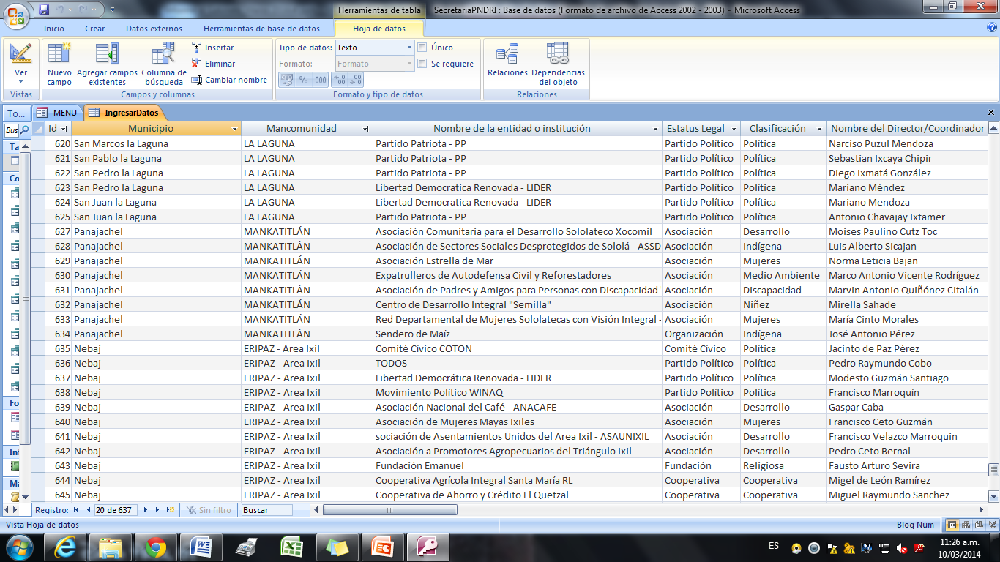 Herramientas de tabla SecretariaPNDRI : Base de datos (Formato de archivo de Access 2002 - 2003) - Microsoft Access
Inicio Crear Datos externos Herramientas de base de datos Hoja de datos
Ver
Vistas
Nuevo campo
Agregar campos existentes
Columna de búsqueda
Insertar
Eliminar
Cambiar nombre
Campos y columnas
Tipo de datos: Texto
Formato: Formato
% 000
Único
Se requiere
Formato y tipo de datos
Relaciones
Dependencias del objeto
Relaciones
To... MENU IngresarDatos
Bus
Ta
Co
Fo
Id Municipio Mancomunidad Nombre de la entidad o institución Estatus Legal Clasificación Nombre del Director/Coordinador
620 San Marcos la Laguna LA LAGUNA Partido Patriota - PP Partido Político Política Narciso Puzul Mendoza
621 San Pablo la Laguna LA LAGUNA Partido Patriota - PP Partido Político Política Sebastian Ixcaya Chipir
622 San Pedro la Laguna LA LAGUNA Partido Patriota - PP Partido Político Política Diego Ixmatá González
623 San Pedro la Laguna LA LAGUNA Libertad Democratica Renovada - LIDER Partido Político Política Mariano Méndez
624 San Juan la Laguna LA LAGUNA Libertad Democratica Renovada - LIDER Partido Político Política Mariano Mendoza
625 San Juan la Laguna LA LAGUNA Partido Patriota - PP Partido Político Política Antonio Chavajay Ixtamer
627 Panajachel MANKATITLÁN Asociación Comunitaria para el Desarrollo Sololateco Xocomil Asociación Desarrollo Moises Paulino Cutz Toc
628 Panajachel MANKATITLÁN Asociación de Sectores Sociales Desprotegidos de Sololá - ASSD Asociación Indígena Luis Alberto Sicajan
629 Panajachel MANKATITLÁN Asociación Estrella de Mar Asociación Mujeres Norma Leticia Bajan
630 Panajachel MANKATITLÁN Expatrulleros de Autodefensa Civil y Reforestadores Asociación Medio Ambiente Marco Antonio Vicente Rodríguez
631 Panajachel MANKATITLÁN Asociación de Padres y Amigos para Personas con Discapacidad Asociación Discapacidad Marvin Antonio Quiñónez Citalán
632 Panajachel MANKATITLÁN Centro de Desarrollo Integral "Semilla" Asociación Niñez Mirella Sahade
633 Panajachel MANKATITLÁN Red Departamental de Mujeres Sololatecas con Visión Integral - Asociación Mujeres María Cinto Morales
634 Panajachel MANKATITLÁN Sendero de Maíz Organización Indígena José Antonio Pérez
635 Nebaj ERIPAZ - Area Ixil Comité Cívico COTON Comité Cívico Política Jacinto de Paz Pérez
636 Nebaj ERIPAZ - Area Ixil TODOS Partido Político Política Pedro Raymundo Cobo
637 Nebaj ERIPAZ - Area Ixil Libertad Democrática Renovada - LIDER Partido Político Política Modesto Guzmán Santiago
638 Nebaj ERIPAZ - Area Ixil Movimiento Político WINAQ Partido Político Política Francisco Marroquín
639 Nebaj ERIPAZ - Area Ixil Asociación Nacional del Café - ANACAFE Asociación Desarrollo Gaspar Caba
640 Nebaj ERIPAZ - Area Ixil Asociación de Mujeres Mayas Ixiles Asociación Mujeres Francisco Ceto Guzmán
641 Nebaj ERIPAZ - Area Ixil sociación de Asentamientos Unidos del Area Ixil - ASAUNIXIL Asociación Desarrollo Francisco Velazco Marroquin
642 Nebaj ERIPAZ - Area Ixil Asociación a Promotores Agropecuarios del Triángulo Ixil Asociación Desarrollo Pedro Ceto Bernal
643 Nebaj ERIPAZ - Area Ixil Fundación Emanuel Fundación Religiosa Fausto Arturo Sevira
644 Nebaj ERIPAZ - Area Ixil Cooperativa Agrícola Integral Santa María RL Cooperativa Cooperativa Migel de León Ramírez
645 Nebaj ERIPAZ - Area Ixil Cooperativa de Ahorro y Crédito El Quetzal Cooperativa Cooperativa Miguel Raymundo Sanchez
Registro: 20 de 637 Sin filtro Buscar
Vista Hoja de datos Bloq Num
ES 11:26 a.m.
10/03/2014